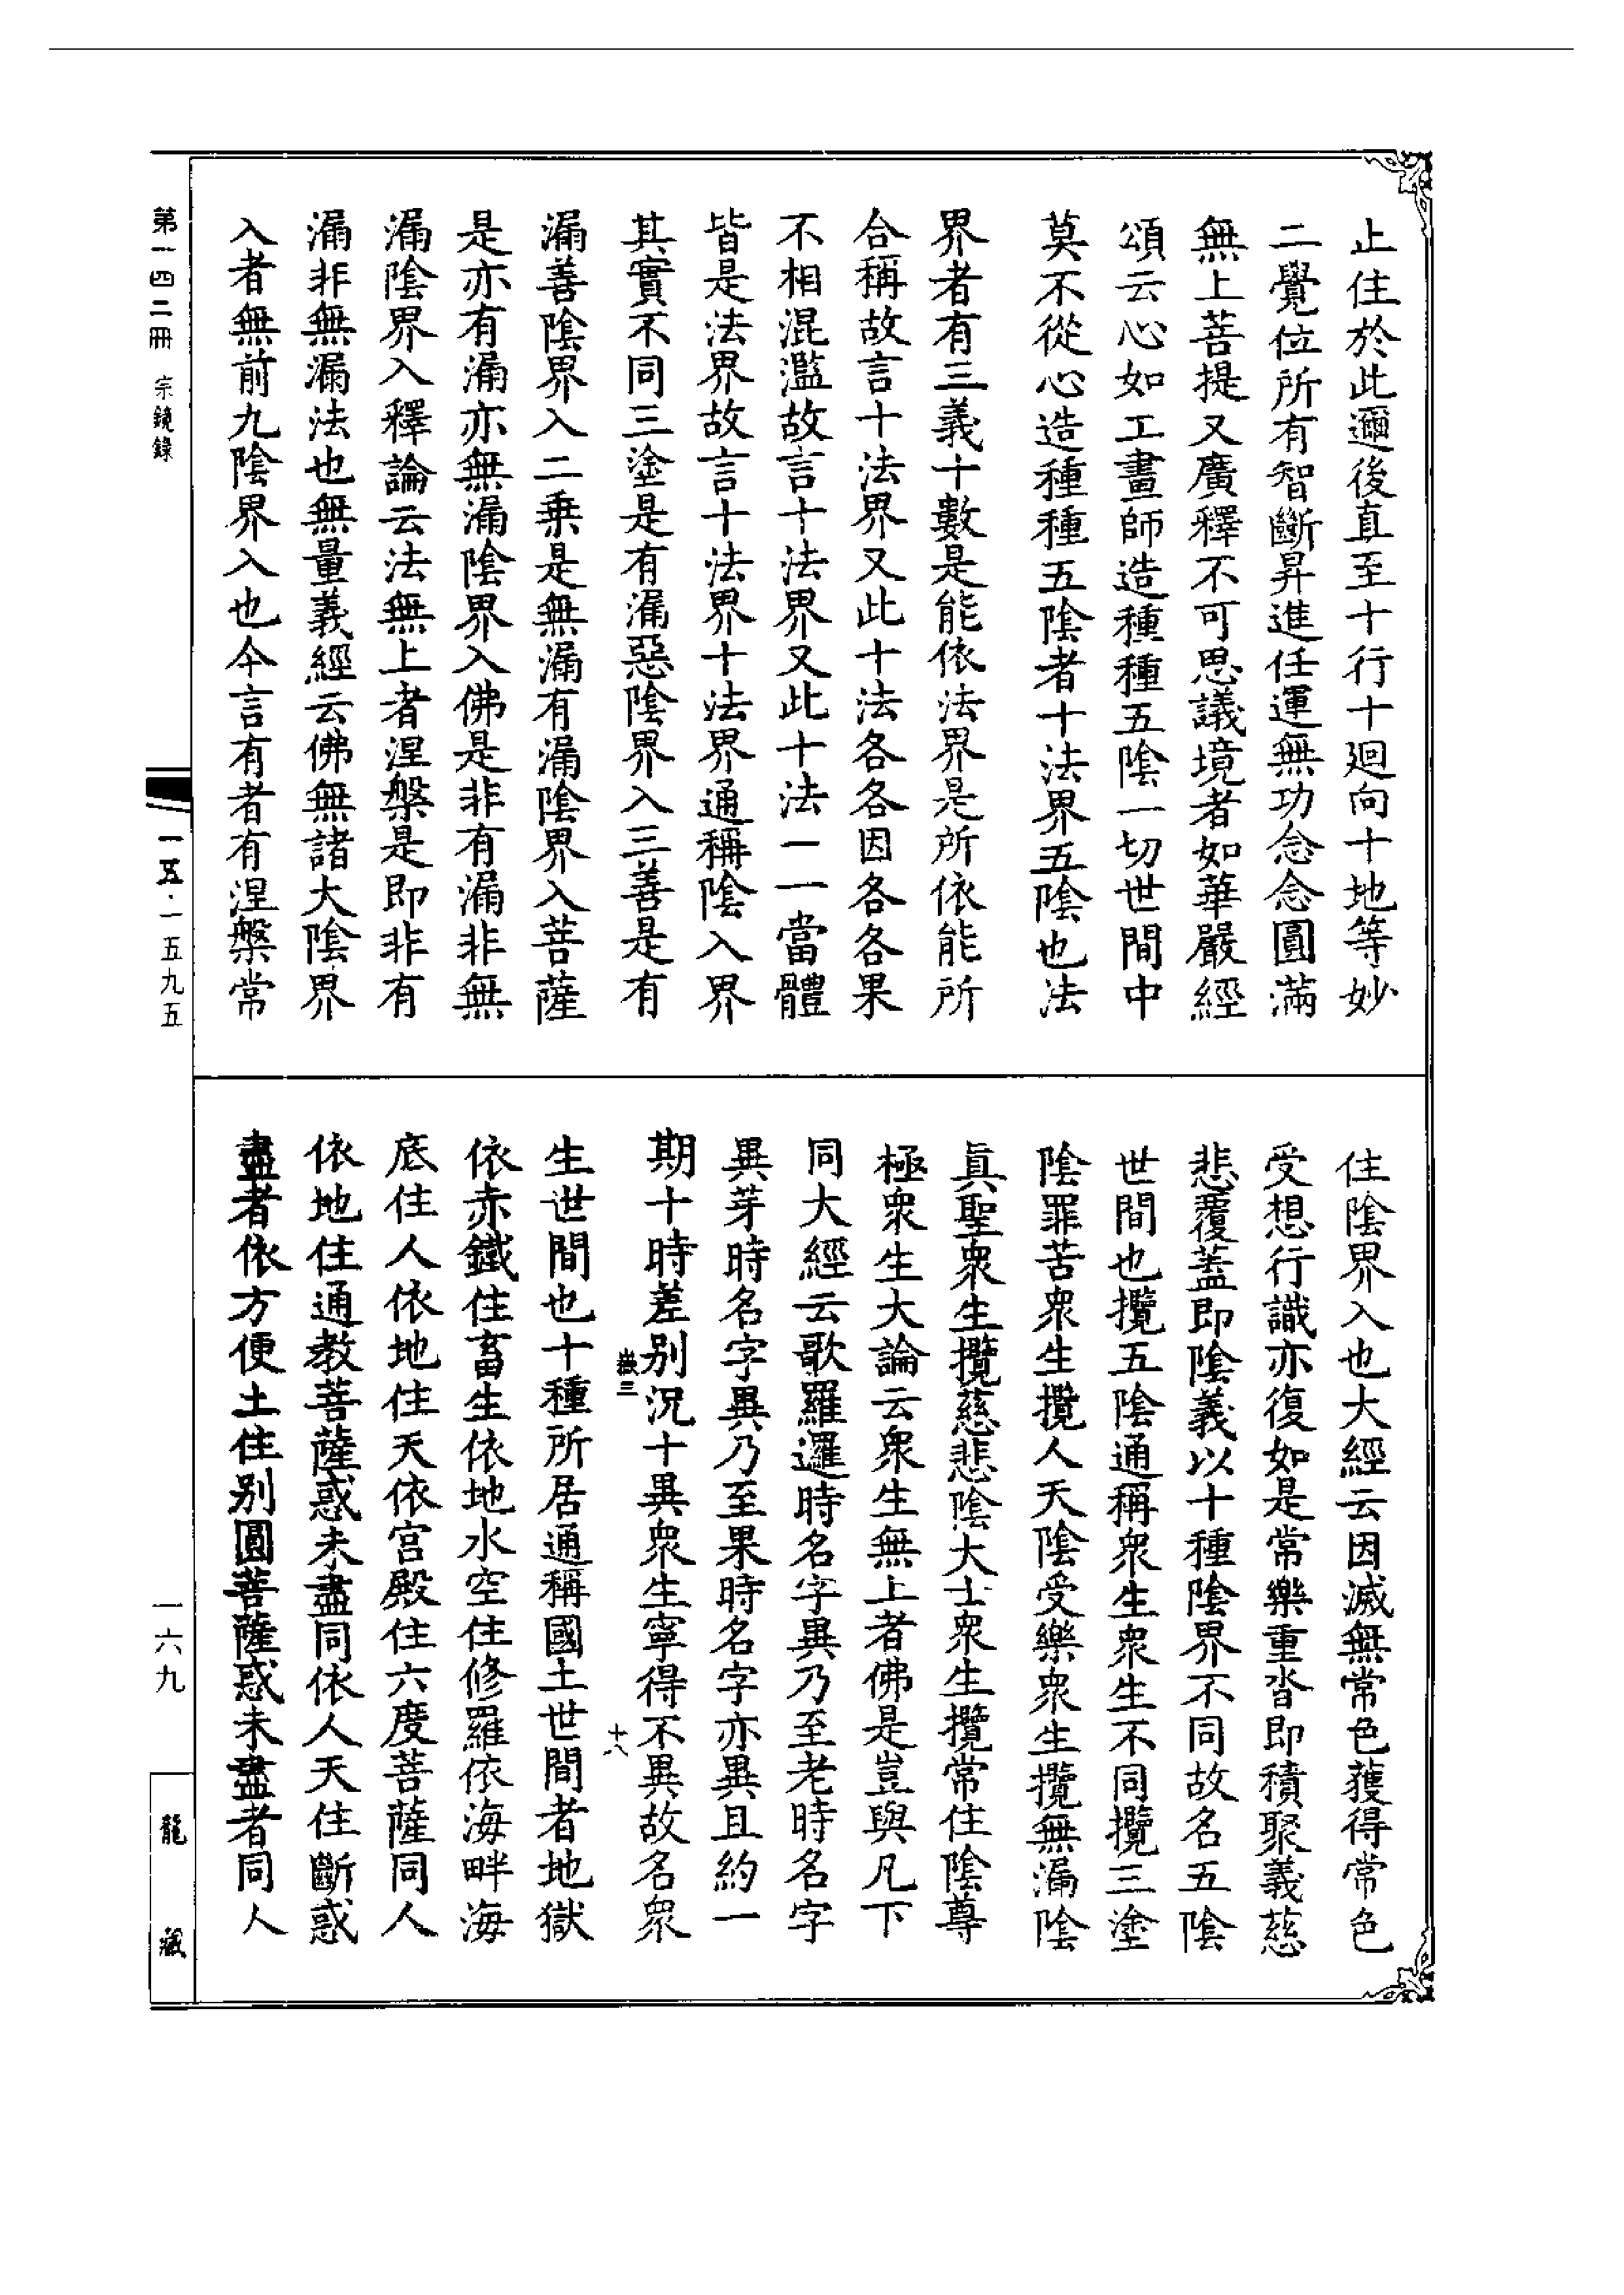 止住於此邇後直至十行十廻向十地等妙
二覺位所有智斷昇進任運無功念念圓滿
無上菩提又廣釋不可思議境者如華嚴經
頌云心如工畫師造種種五陰一切世間中
莫不從心造種種五陰者十法界五陰也法
界者有三義十數是能依法界是所依能所
合稱故言十法界又此十法各各因各各果
不相混濫故言十法界又此十法一一當體
皆是法界故言十法界十法界通稱陰入界
其實不同三塗是有漏惡陰界入三善是有
漏善陰界入二乗是無漏有漏陰界入菩薩
是亦有漏亦無漏陰界入佛是非有漏非無
漏陰界入釋論云法無上者涅槃是即非有
漏非無漏法也無量義經云佛無諸大陰界
入者無前九陰界入也今言有者有涅槃常
住陰界入也大經云因滅無常色獲得常色
受想行識亦復如是常樂重沓即積聚義慈
悲覆蓋即陰義以十種陰界不同故名五陰
世間也攬五陰通稱衆生衆生不同攬三塗
陰罪苦衆生攬人天陰受樂衆生攬無漏陰
眞聖衆生攬慈悲陰大士衆生攬常住陰尊
極衆生大論云衆生無上者佛是豈與凡下
同大經云歌羅邏時名字異乃至老時名字
異芽時名字異乃至果時名字亦異且約一
期十時差别況十異衆生寧得不異故名衆
嶽三
十八
生世間也十種所居通稱國土世間者地獄
依赤鐵住畜生依地水空住修羅依海畔海
底住人依地住天依宫殿住六度菩薩同人
依地住通教菩薩惑未盡同依人天住斷惑
盡者依方便土住别圓菩薩惑未盡者同人
第一四二冊 宗鏡錄
一五·一五九五
一六九
龍藏